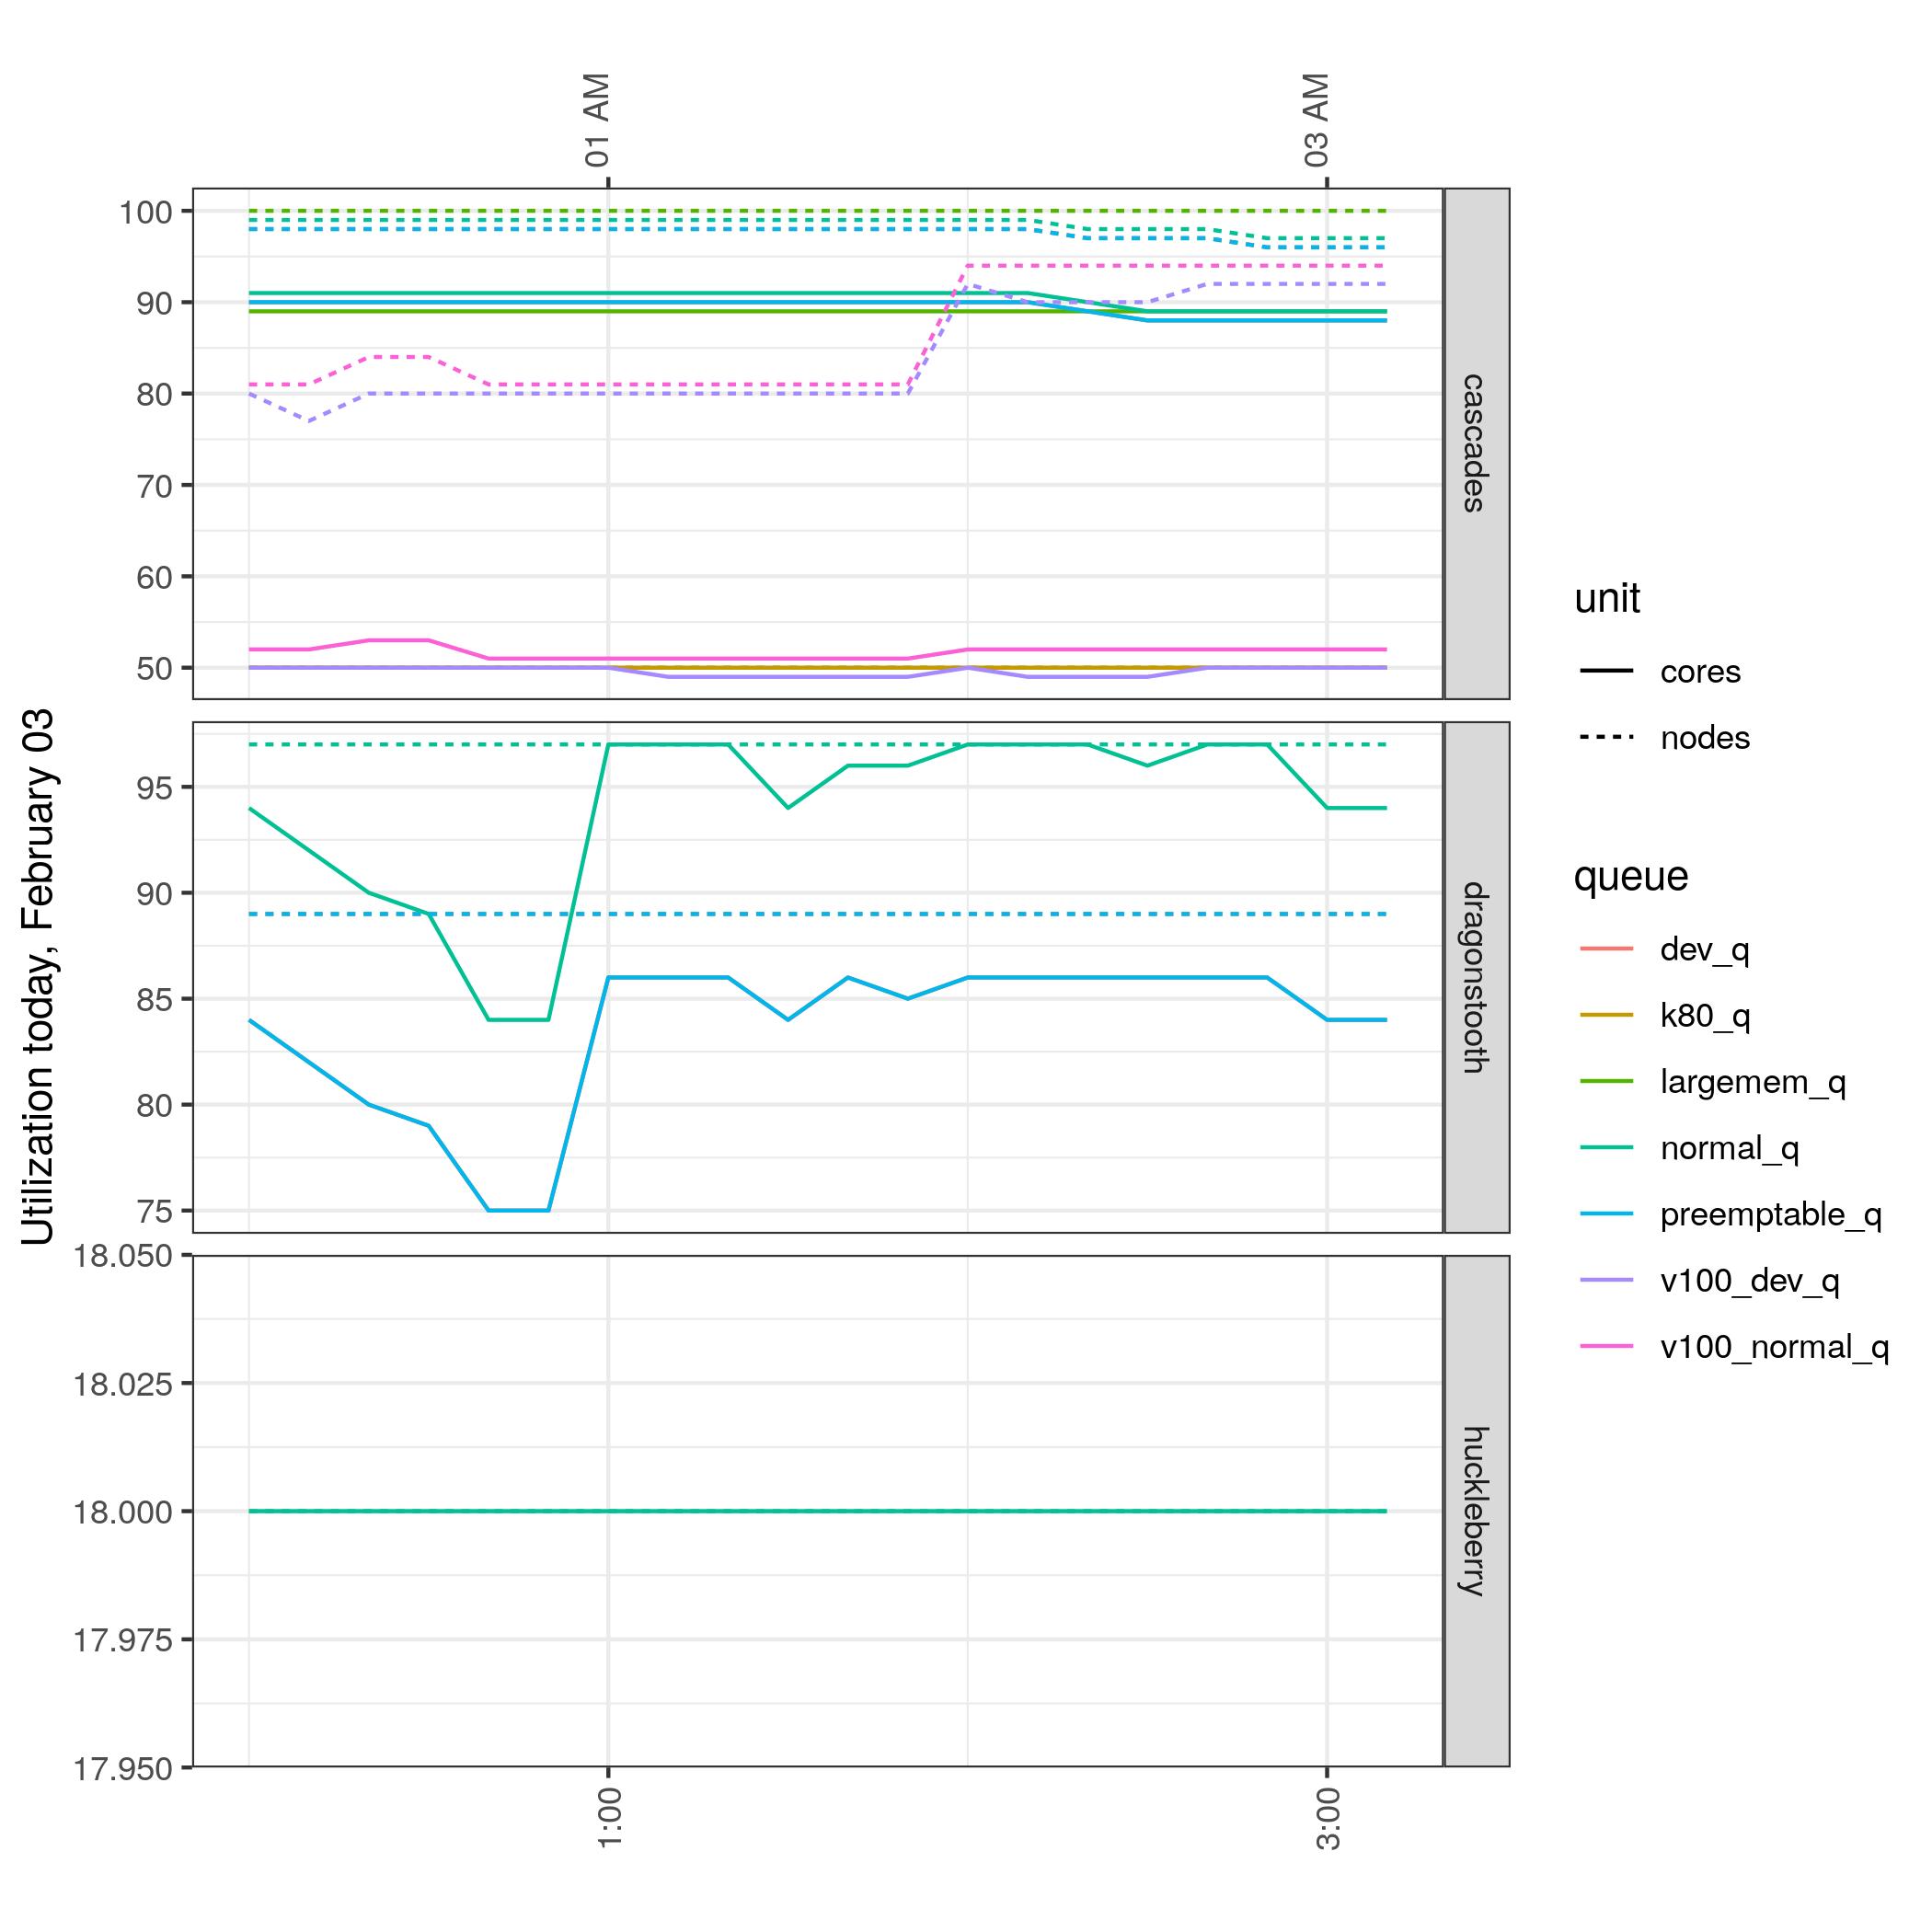 01 AM
03 AM
Utilization today, February 03
100
90
80
70
60
50
cascades
95
90
85
80
75
dragonstooth
18.050
18.025
18.000
17.975
17.950
huckleberry
1:00
3:00
unit
cores
nodes
queue
dev_q
k80_q
largemem_q
normal_q
preemptable_q
v100_dev_q
v100_normal_q